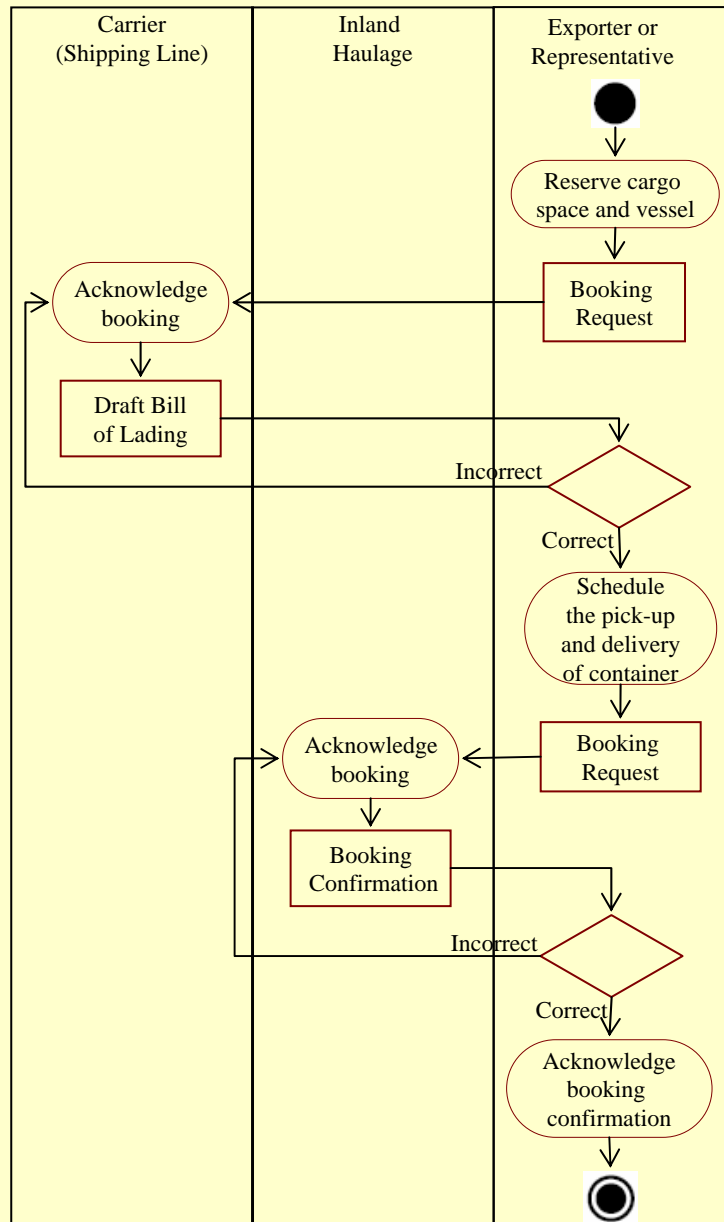 Carrier
(Shipping Line)
Inland
Haulage
Exporter or
Representative
Reserve cargo
space and vessel
Acknowledge
booking
Booking
Request
Draft Bill
of Lading
Incorrect
Correct
Schedule
the pick-up
and delivery
of container
Acknowledge
booking
Booking
Request
Booking
Confirmation
Incorrect
Correct
Acknowledge
booking
confirmation